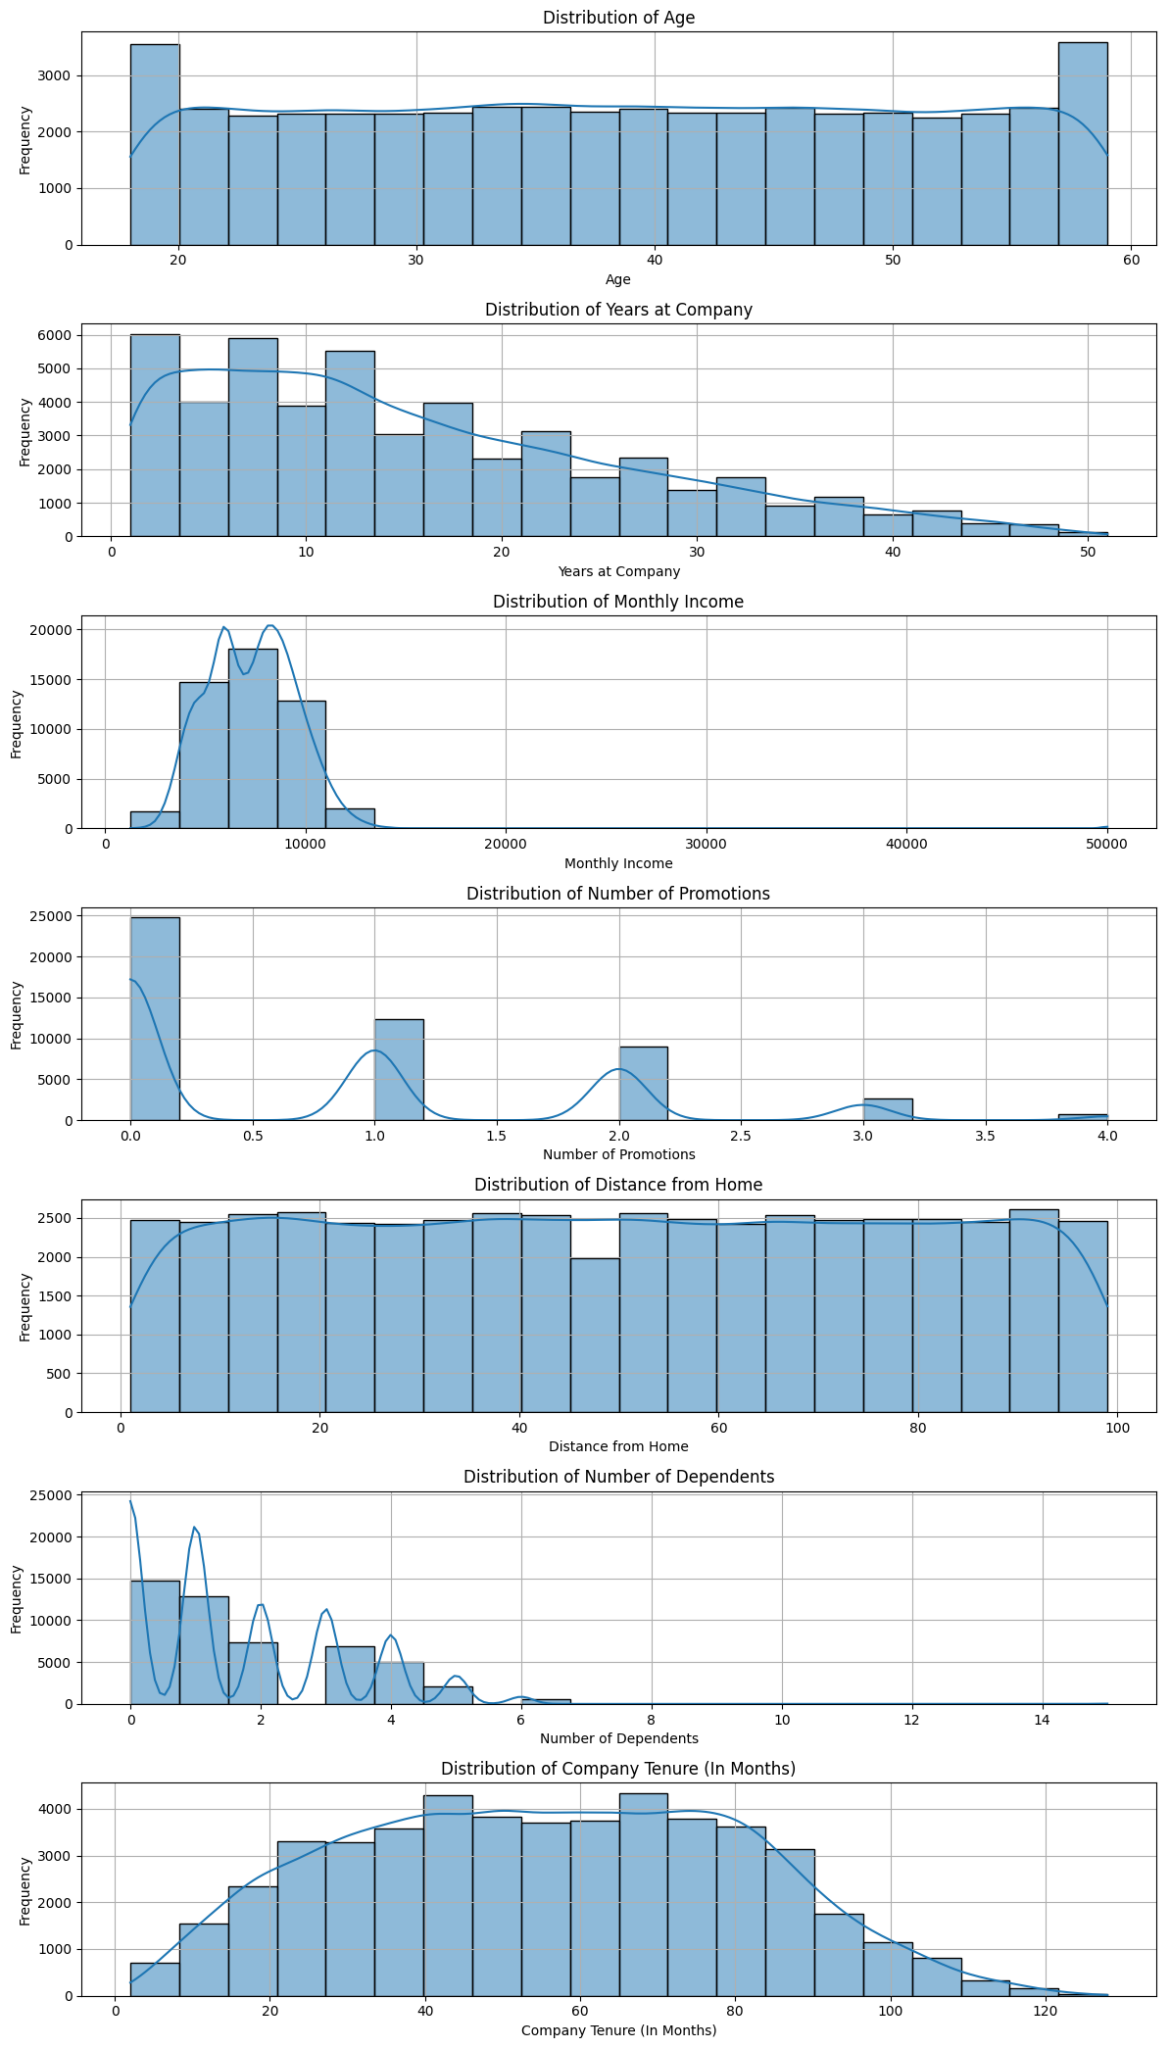 Distribution of Age
Frequency
3000
2000
1000
0
20 30 40 50 60
Age
Distribution of Years at Company
Frequency
6000
5000
4000
3000
2000
1000
0
0 10 20 30 40 50
Years at Company
Distribution of Monthly Income
Frequency
20000
15000
10000
5000
0
0 10000 20000 30000 40000 50000
Monthly Income
Distribution of Number of Promotions
Frequency
25000
20000
15000
10000
5000
0
0.0 0.5 1.0 1.5 2.0 2.5 3.0 3.5 4.0
Number of Promotions
Distribution of Distance from Home
Frequency
2500
2000
1500
1000
500
0
0 20 40 60 80 100
Distance from Home
Distribution of Number of Dependents
Frequency
25000
20000
15000
10000
5000
0
0 2 4 6 8 10 12 14
Number of Dependents
Distribution of Company Tenure (In Months)
Frequency
4000
3000
2000
1000
0
0 20 40 60 80 100 120
Company Tenure (In Months)